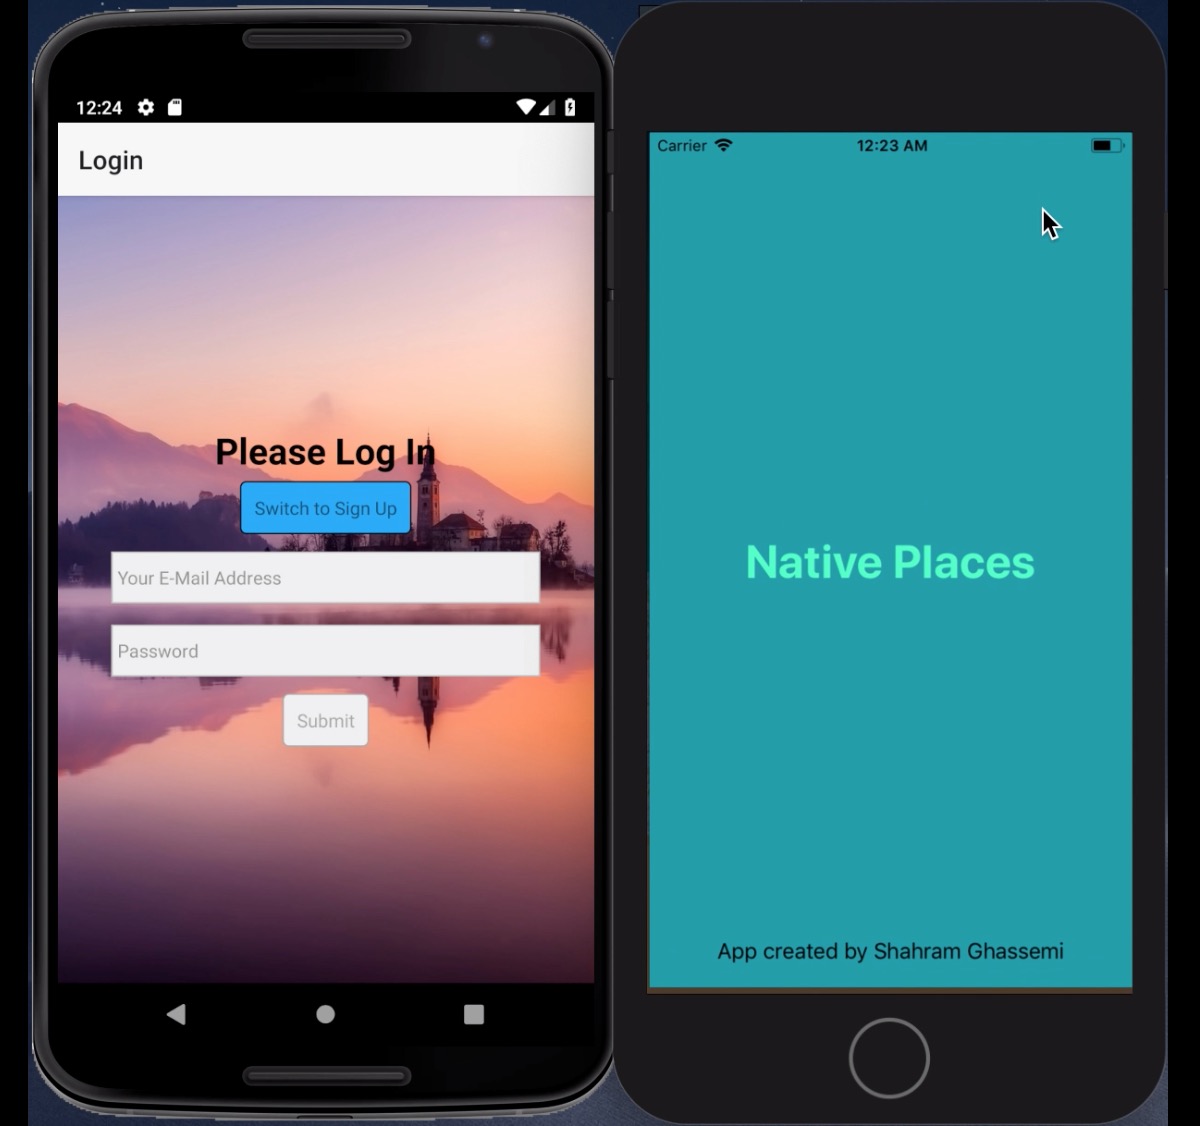 12:24
Login
Please Log In
Switch to Sign Up
Your E-Mail Address
Password
Submit
Carrier 12:23 AM
Native Places
App created by Shahram Ghassemi